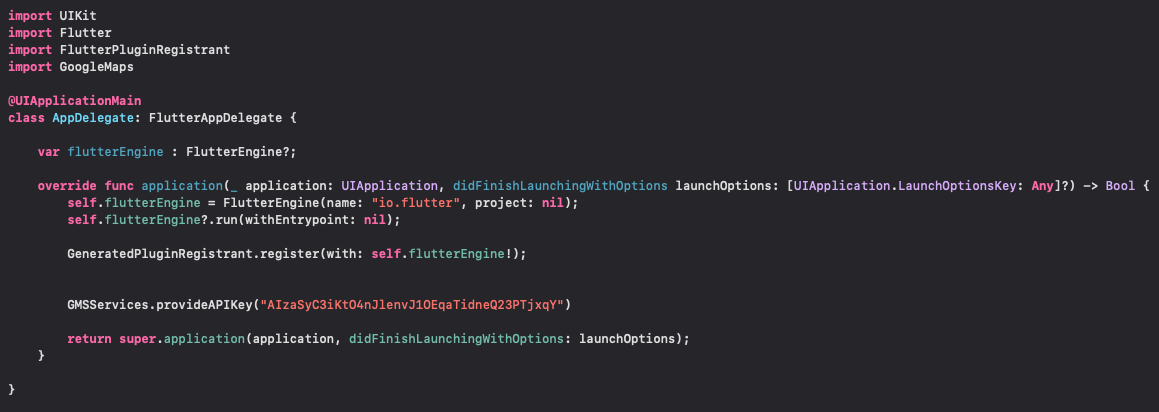 import UIKit
import Flutter
import FlutterPluginRegistrant
import GoogleMaps
@UIApplicationMain
class AppDelegate: FlutterAppDelegate {
var flutterEngine : FlutterEngine?;
override func application(_ application: UIApplication, didFinishLaunchingWithOptions launchOptions: [UIApplication.LaunchOptionsKey: Any]?) -> Bool {
self.flutterEngine = FlutterEngine(name: "io.flutter", project: nil);
self.flutterEngine?.run(withEntrypoint: nil);
GeneratedPluginRegistrant.register(with: self.flutterEngine!);
GMSServices.provideAPIKey("AIzaSyC3iKtO4nJlenvJ1OEqaTidneQ23PTjxqY")
return super.application(application, didFinishLaunchingWithOptions: launchOptions);
}
}